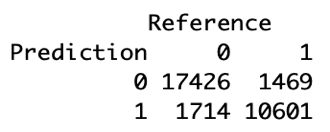 Reference
Prediction 0 1
0 17426 1469
1 1714 10601